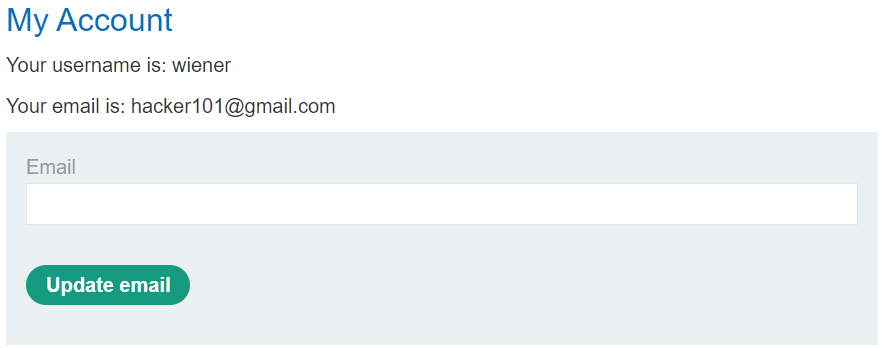 My Account
Your username is: wiener
Your email is: hacker101@gmail.com
Email
Update email